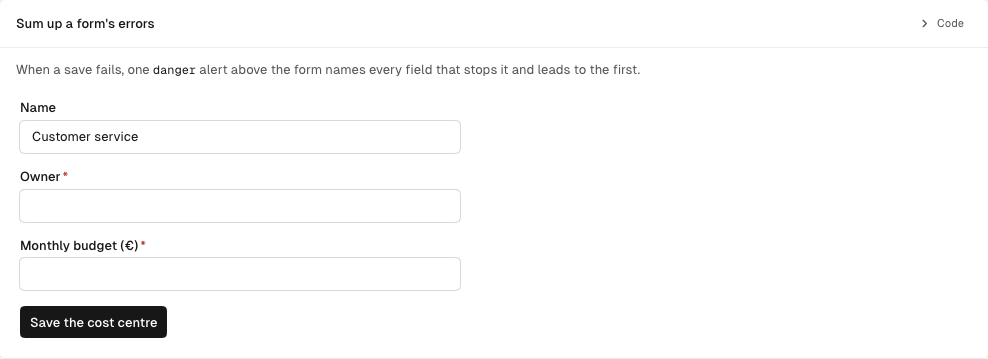 Sum up a form's errors
Code
When a save fails, one danger alert above the form names every field that stops it and leads to the first.
Name
Customer service
Owner*
Monthly budget (€)*
Save the cost centre